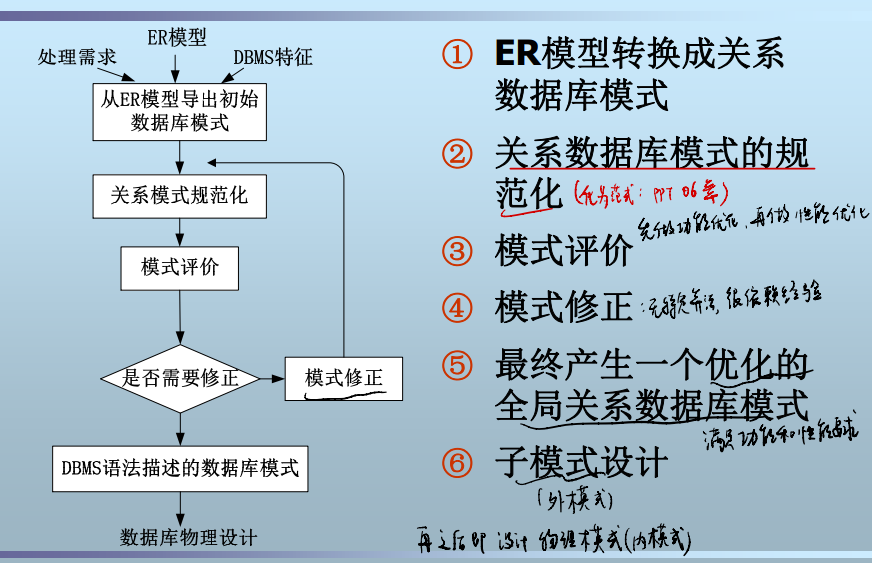 ER模型
处理需求
DBMS特征
从ER模型导出初始
数据库模式
关系模式规范化
模式评价
是否需要修正
模式修正
DBMS语法描述的数据库模式
数据库物理设计
① ER模型转换成关系
数据库模式
② 关系数据库模式的规
范化 (优为范式: PPT 06章)
先做功能优化, 再做性能优化
③ 模式评价
④ 模式修正 : 无 算法, 很依赖经验
⑤ 最终产生一个优化的
全局关系数据库模式
满足功能和性能要求
⑥ 子模式设计
(外模式)
再之后即 设计 物理模式(内模式)